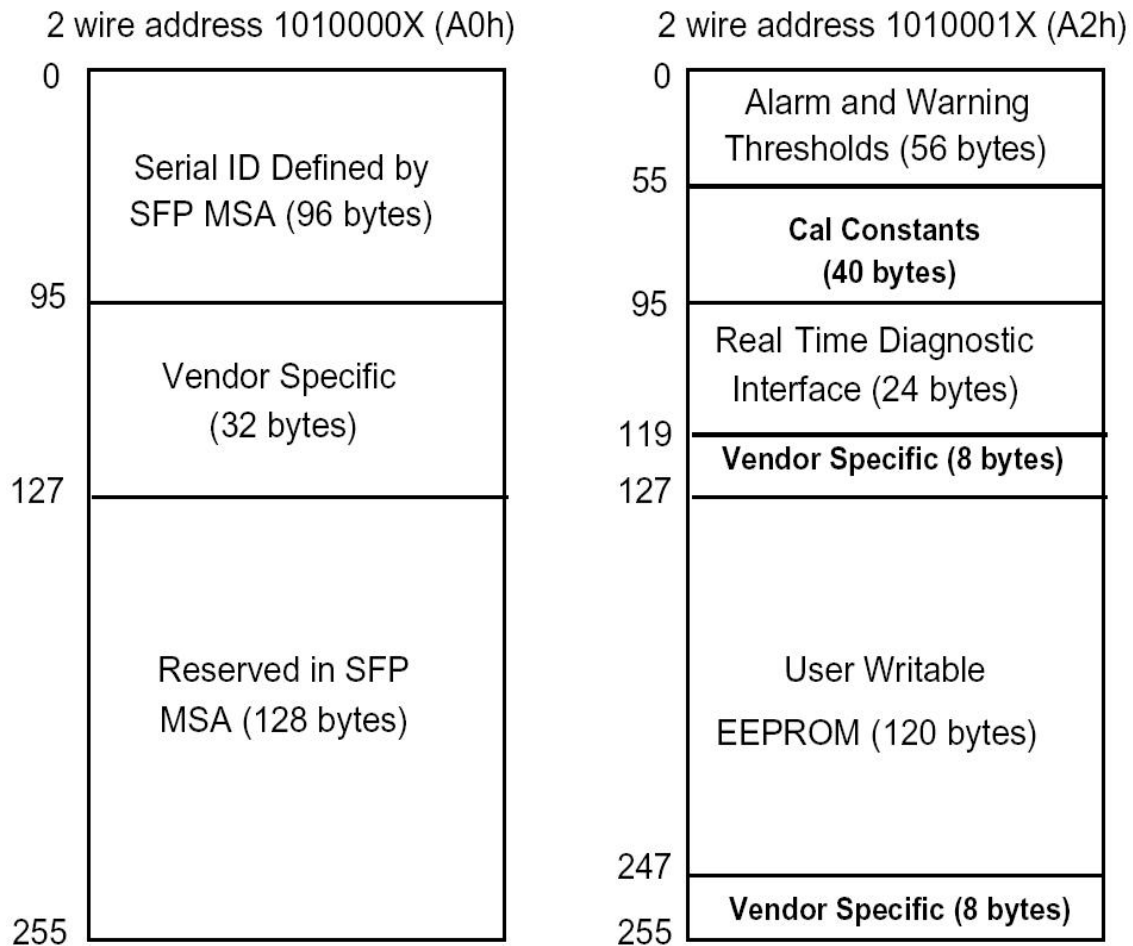 2 wire address 1010000X (A0h)
0
Serial ID Defined by
SFP MSA (96 bytes)
95
Vendor Specific
(32 bytes)
127
Reserved in SFP
MSA (128 bytes)
255
2 wire address 1010001X (A2h)
0
Alarm and Warning
Thresholds (56 bytes)
55
Cal Constants
(40 bytes)
95
Real Time Diagnostic
Interface (24 bytes)
119
Vendor Specific (8 bytes)
127
User Writable
EEPROM (120 bytes)
247
Vendor Specific (8 bytes)
255